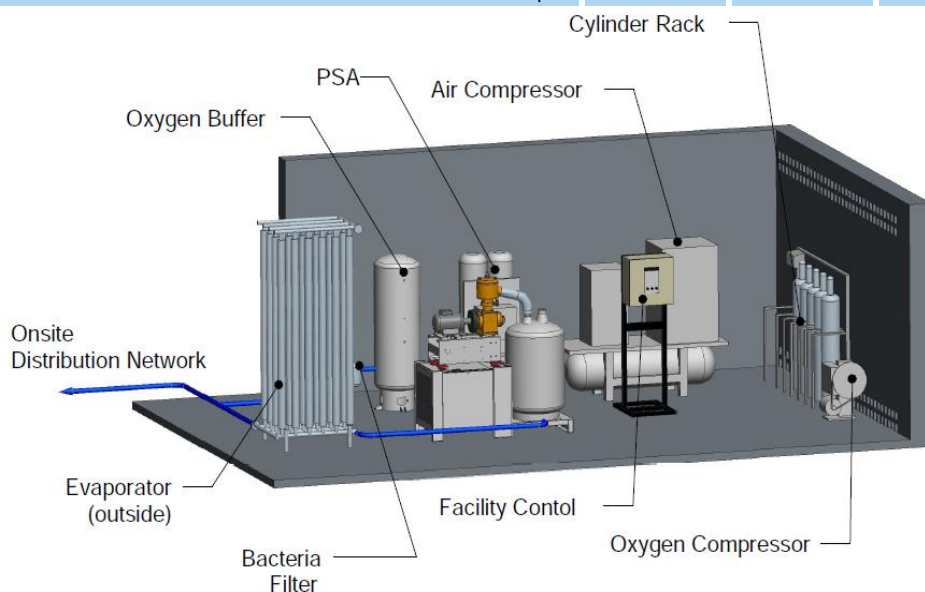 Cylinder Rack
PSA
Air Compressor
Oxygen Buffer
Onsite
Distribution Network
Evaporator
(outside)
Facility Contol
Oxygen Compressor
Bacteria
Filter